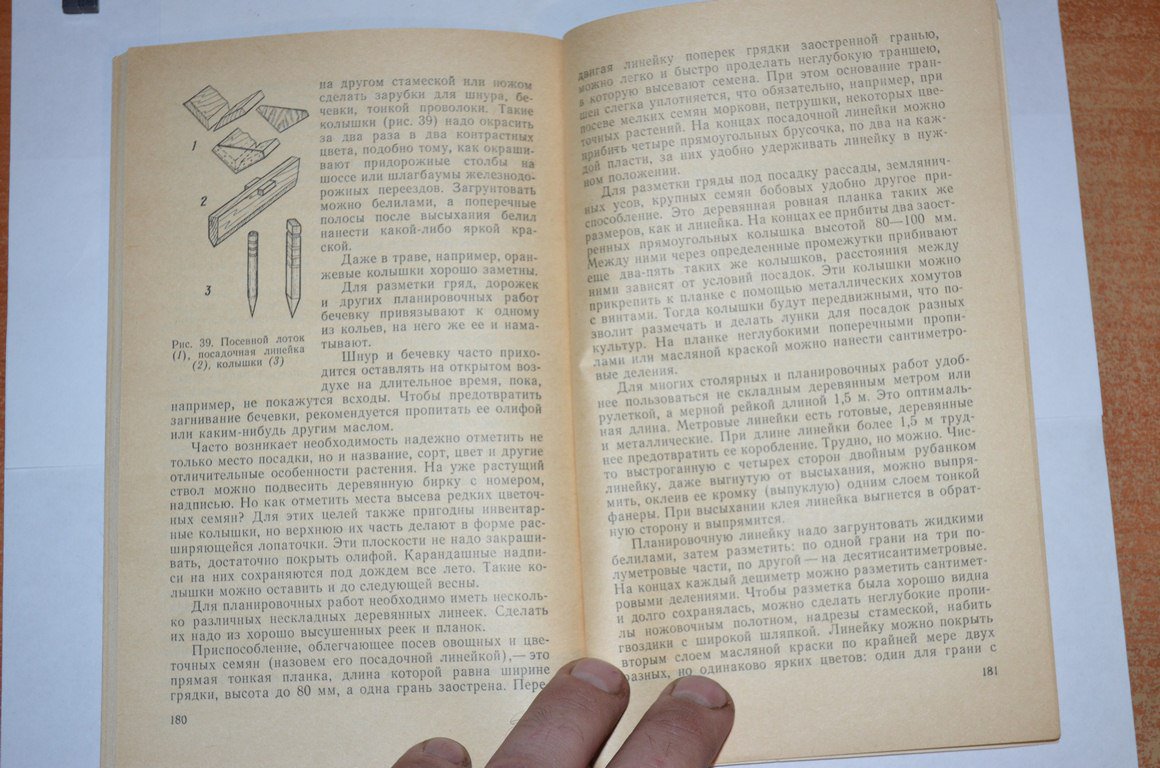 на другом стамеской или ножом
сделать зарубки для шнура, бе-
чевки, тонкой проволоки. Такие
колышки (рис. 39) надо окрасить
за два раза в два контрастных
цвета, подобно тому, как окраши-
вают придорожные столбы на
шоссе или шлагбаумы железнодо-
рожных переездов. Загрунтовать
можно белилами, а поперечные
полосы после высыхания белил
нанести какой-либо яркой кра-
ской.
Даже в траве, например, оран-
жевые колышки хорошо заметны.
Для разметки гряд, дорожек
и других планировочных работ
бечевку привязывают к одному
из кольев, на него же ее и нама-
тывают.
Шнур и бечевку часто прихо-
дится оставлять на открытом воз-
духе на длительное время, пока,
1
2
3
Рис. 39. Посевной лоток
(1), посадочная линейка
(2), колышки (3)
например, не покажутся всходы. Чтобы предотвратить
загнивание бечевки, рекомендуется пропитать ее олифой
или каким-нибудь другим маслом.
Часто возникает необходимость надежно отметить не
только место посадки, но и название, сорт, цвет и другие
отличительные особенности растения. На уже растущий
ствол можно подвесить деревянную бирку с номером,
надписью. Но как отметить места высева редких цветоч-
ных семян? Для этих целей также пригодны инвентар-
ные колышки, но верхнюю их часть делают в форме рас-
ширяющейся лопаточки. Эти плоскости не надо закраши-
вать, достаточно покрыть олифой. Карандашные надпи-
си на них сохраняются под дождем все лето. Такие ко-
лышки можно оставить и до следующей весны.
Для планировочных работ необходимо иметь несколь-
ко различных нескладных деревянных линеек. Сделать
их надо из хорошо высушенных реек и планок.
Приспособление, облегчающее посев овощных и цве-
точных семян (назовем его посадочной линейкой),— это
прямая тонкая планка, длина которой равна ширине
грядки, высота до 80 мм, а одна грань заострена. Пере-
180
двигая линейку поперек грядки заостренной гранью,
можно легко и быстро проделать неглубокую траншею,
в которую высевают семена. При этом основание тран-
шеи слегка уплотняется, что обязательно, например, при
посеве мелких семян моркови, петрушки, некоторых цве-
точных растений. На концах посадочной линейки можно
прибить четыре прямоугольных брусочка, по два на каж-
дой пласти, за них удобно удерживать линейку в нуж-
ном положении.
Для разметки гряды под посадку рассады, землянич-
ных усов, крупных семян бобовых удобно другое при-
способление. Это деревянная ровная планка таких же
размеров, как и линейка. На концах ее прибиты два заост-
ренных прямоугольных колышка высотой 80—100 мм.
Между ними через определенные промежутки прибивают
еще два-пять таких же колышков, расстояния между
ними зависят от условий посадок. Эти колышки можно
прикрепить к планке с помощью металлических хомутов
с винтами. Тогда колышки будут передвижными, что по-
зволит размечать и делать лунки для посадок разных
культур. На планке неглубокими поперечными пропи-
лами или масляной краской можно нанести сантиметро-
вые деления.
Для многих столярных и планировочных работ удоб-
нее пользоваться не складным деревянным метром или
рулеткой, а мерной рейкой длиной 1,5 м. Это оптималь-
ная длина. Метровые линейки есть готовые, деревянные
и металлические. При длине линейки более 1,5 м труд-
нее предотвратить ее коробление. Трудно, но можно. Чис-
то выстроганную с четырех сторон двойным рубанком
линейку, даже выгнутую от высыхания, можно выпря-
мить, оклеив ее кромку (выпуклую) одним слоем тонкой
фанеры. При высыхании клея линейка выгнется в обрат-
ную сторону и выпрямится.
Планировочную линейку надо загрунтовать жидкими
белилами, затем разметить: по одной грани на три по-
луметровые части, по другой — на десятисантиметровые.
На концах каждый дециметр можно разметить сантимет-
ровыми делениями. Чтобы разметка была хорошо видна
и долго сохранялась, можно сделать неглубокие пропи-
лы ножовочным полотном, надрезы стамеской, набить
гвоздики с широкой шляпкой. Линейку можно покрыть
вторым слоем масляной краски по крайней мере двух
разных, но одинаково ярких цветов: один для грани с
181